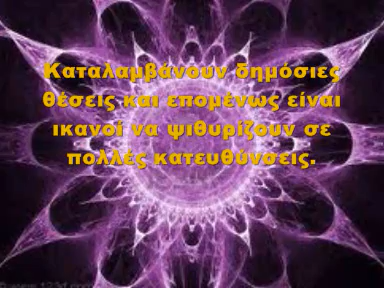 Καταλαμβάνουν δημόσιες
θέσεις και επομένως είναι
ικανοί να ψιθυρίζουν σε
πολλές κατευθύνσεις.